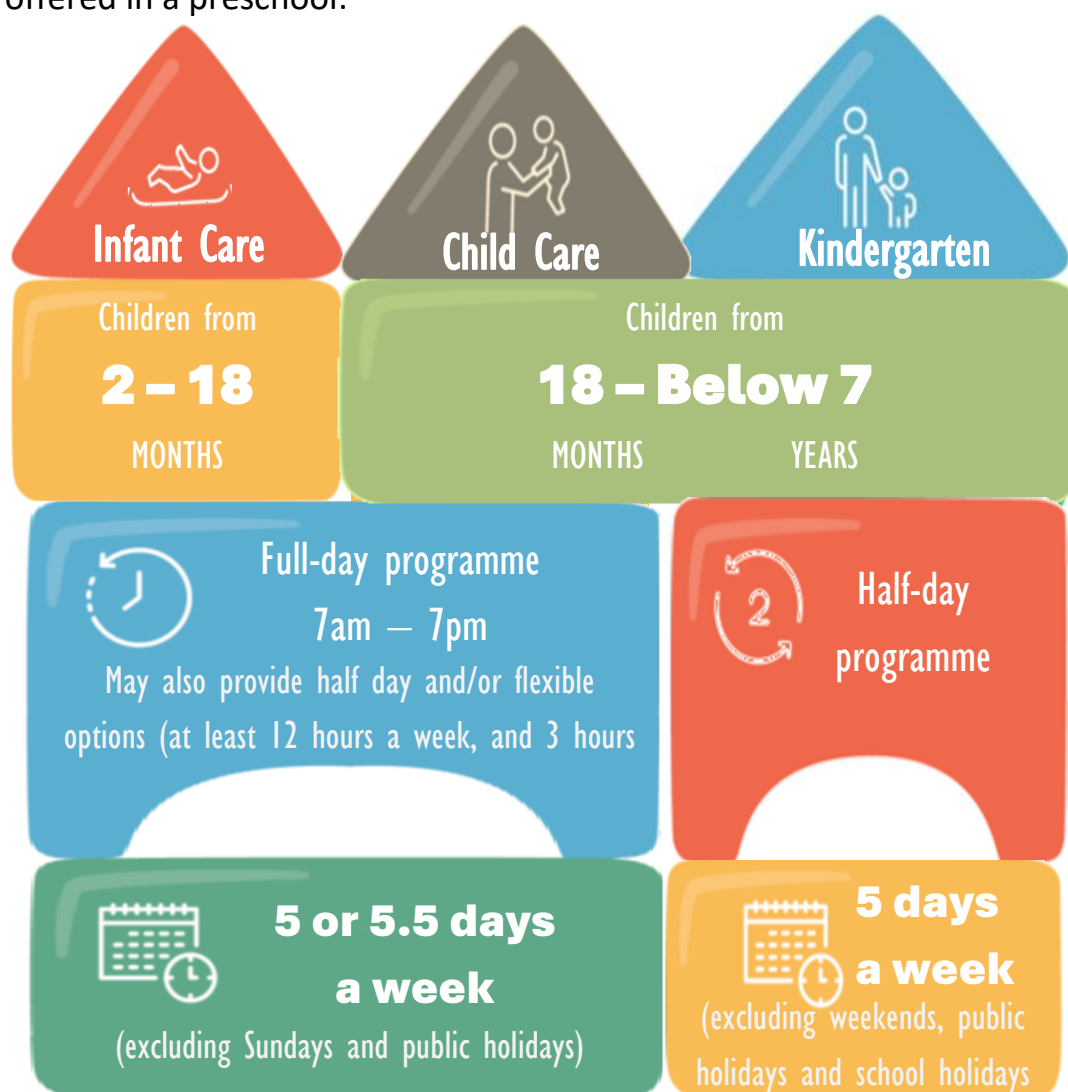 offered in a preschool.
Infant Care
Child Care
Kindergarten
Children from
2 – 18
MONTHS
Children from
18 – Below 7
MONTHS YEARS
Full-day programme
7am – 7pm
May also provide half day and/or flexible
options (at least 12 hours a week, and 3 hours
2
Half-day
programme
5 or 5.5 days
a week
(excluding Sundays and public holidays)
5 days
a week
(excluding weekends, public
holidays and school holidays